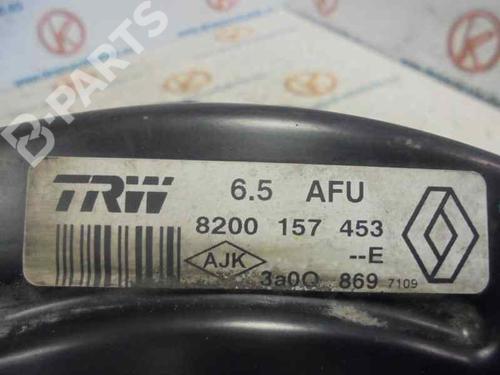 TRW 6.5 AFU
8200 157 453
--E
AJK 3a0Q 869 7109
B-PARTS